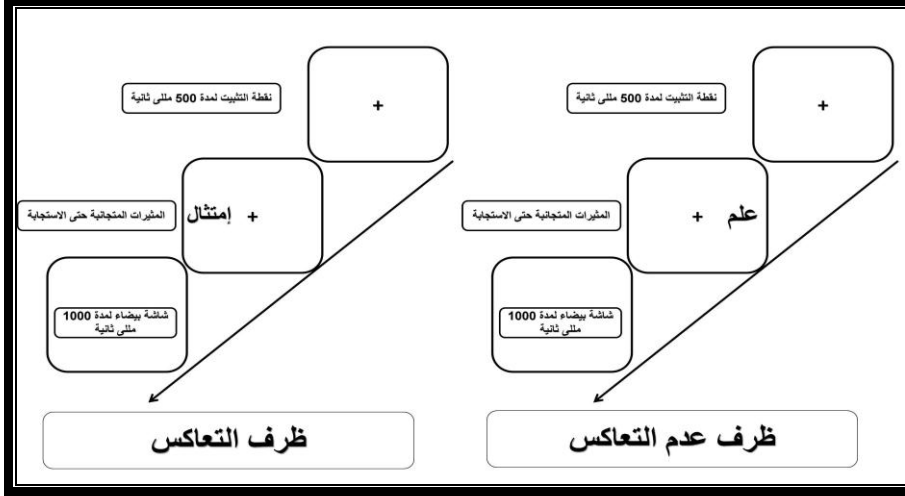 +
نقطة التثبيت لمدة 500 مللى ثانية
علم +
المثيرات المتجانبة حتى الاستجابة
شاشة بيضاء لمدة 1000
مللى ثانية
ظرف عدم التعاكس
+
نقطة التثبيت لمدة 500 مللى ثانية
+ إمتثال
المثيرات المتجانبة حتى الاستجابة
شاشة بيضاء لمدة 1000
مللى ثانية
ظرف التعاكس